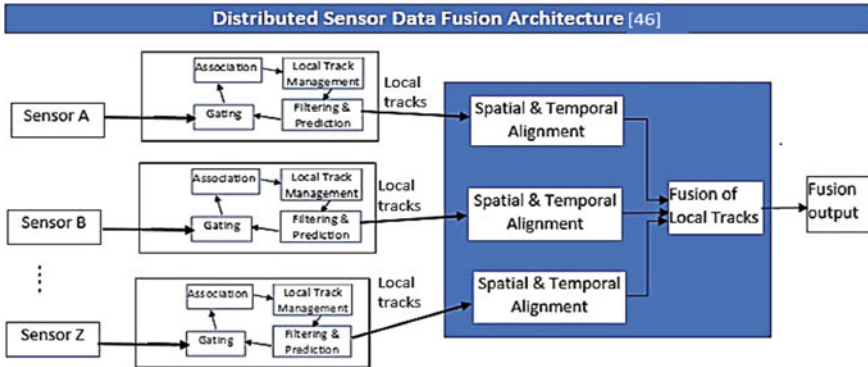 Distributed Sensor Data Fusion Architecture [46]
Sensor A
Association
Local Track
Management
Gating
Filtering &
Prediction
Local
tracks
Spatial & Temporal
Alignment
Sensor B
Association
Local Track
Management
Gating
Filtering &
Prediction
Local
tracks
Spatial & Temporal
Alignment
Fusion of
Local Tracks
Fusion
output
Sensor Z
Association
Local Track
Management
Gating
Filtering &
Prediction
Local
tracks
Spatial & Temporal
Alignment